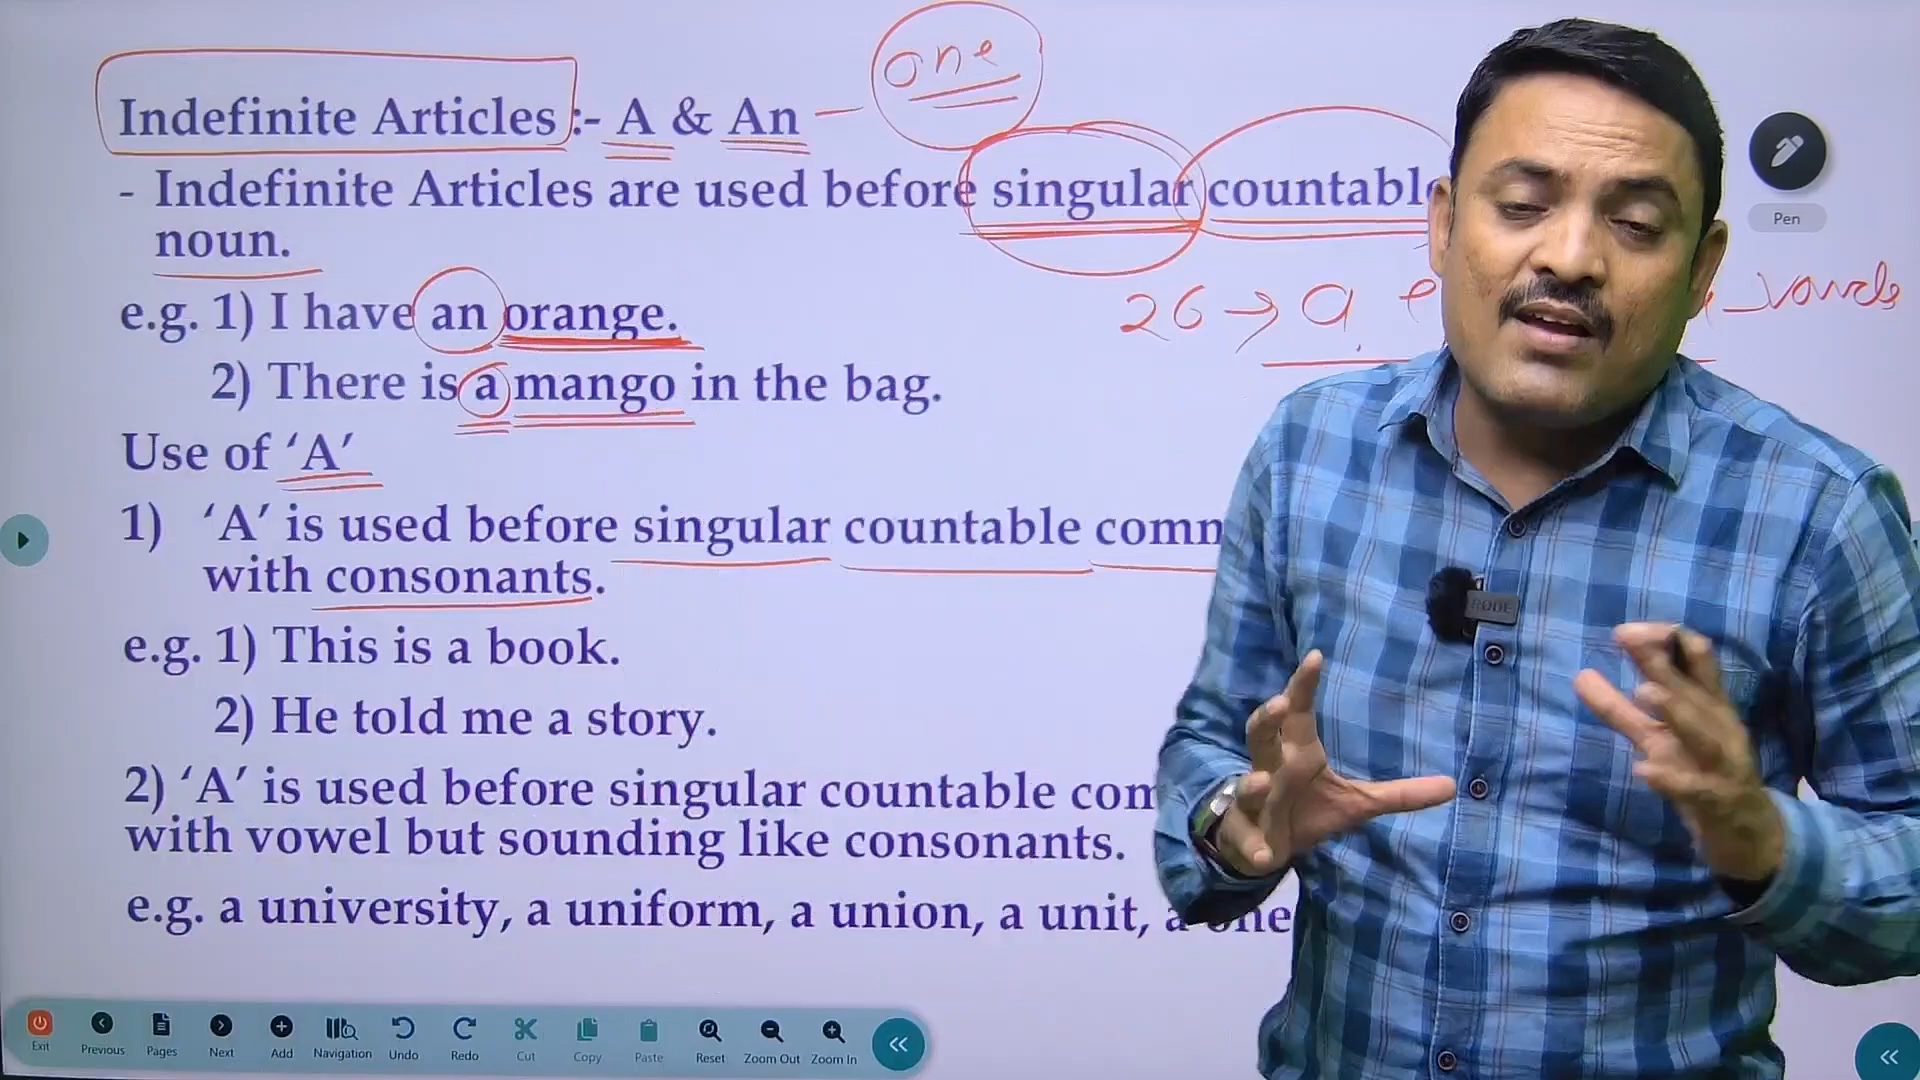 one
Indefinite Articles :- A & An
- Indefinite Articles are used before singular
noun.
26 → a vowels
e.g. 1) I have an orange.
2) There is a mango in the bag.
Use of ‘A’
1) ‘A’ is used before singular countable
with consonants.
e.g. 1) This is a book.
2) He told me a story.
2) ‘A’ is used before singular countable
with vowel but sounding like consonants.
e.g. a university, a uniform, a union, a unit, a one
Pen
RODE
Exit Previous Pages Next Add Navigation Undo Redo Cut Copy Paste Reset Zoom Out Zoom In